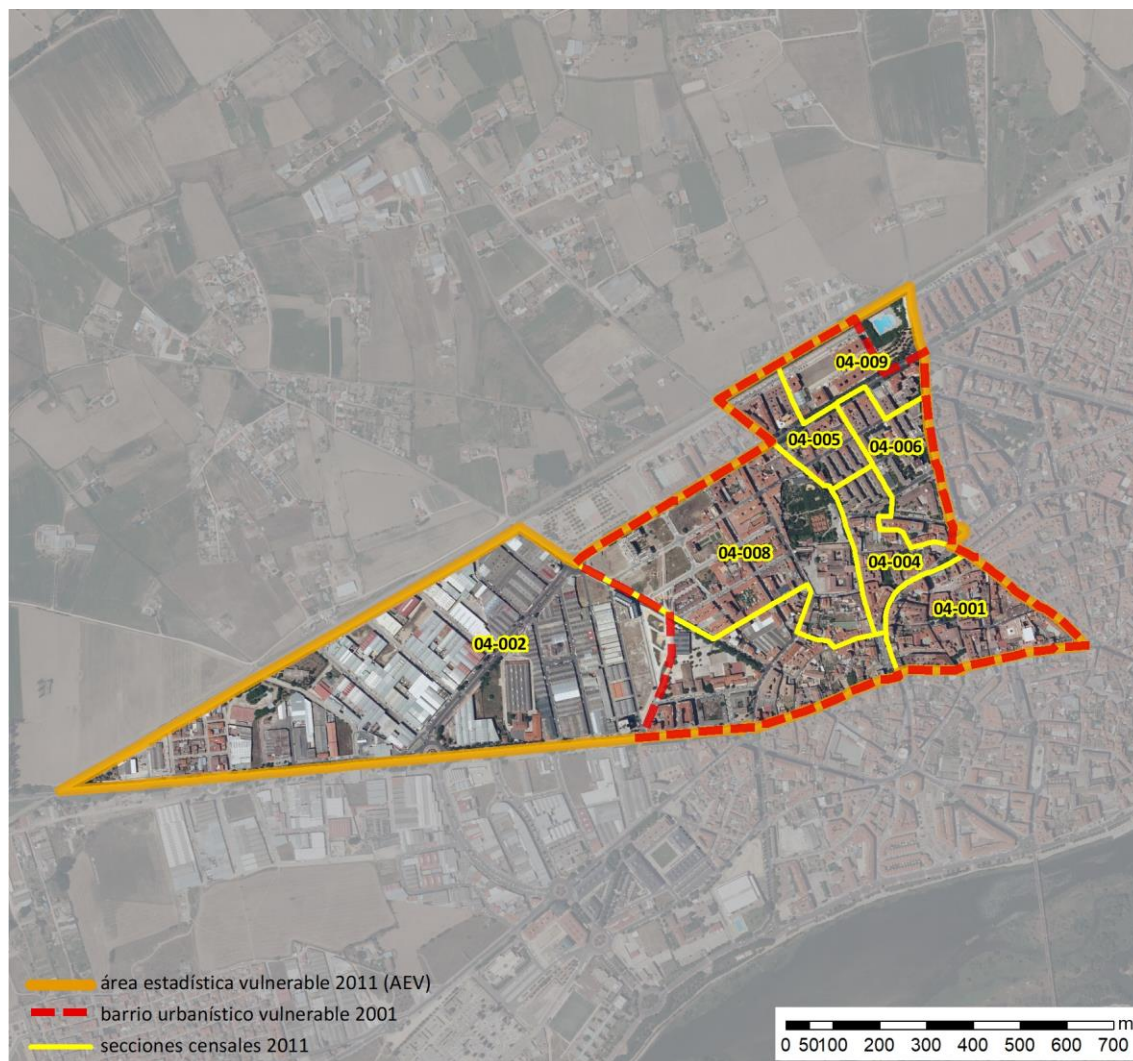 04-009
04-005
04-006
04-008
04-004
04-001
04-002
área estadística vulnerable 2011 (AEV)
barrio urbanístico vulnerable 2001
secciones censales 2011
m
0 50100 200 300 400 500 600 700